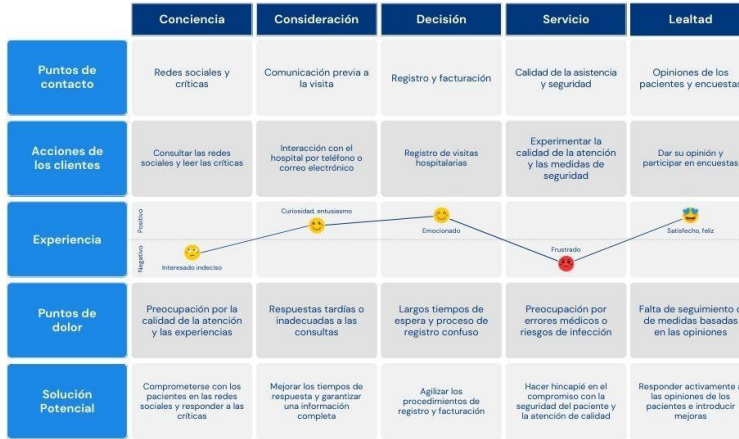 Conciencia Consideración Decisión Servicio Lealtad
Puntos de
contacto
Redes sociales y
críticas
Comunicación previa a
la visita
Registro y facturación
Calidad de la asistencia
y seguridad
Opiniones de los
pacientes y encuestas
Acciones de
los clientes
Consultar las redes
sociales y leer las críticas
Interacción con el
hospital por teléfono o
correo electrónico
Registro de visitas
hospitalarias
Experimentar la
calidad de la atención
y las medidas de
seguridad
Dar su opinión y
participar en encuestas
Experiencia
Positivo
Negativo
Interesado indeciso
Curiosidad, entusiasmo
Emocionado
Frustrado
Satisfecho, feliz
Puntos de
dolor
Preocupación por la
calidad de la atención
y las experiencias
Respuestas tardías o
inadecuadas a las
consultas
Largos tiempos de
espera y proceso de
registro confuso
Preocupación por
errores médicos o
riesgos de infección
Falta de seguimiento o
de medidas basadas
en las opiniones
Solución
Potencial
Comprometerse con los
pacientes en las redes
sociales y responder a las
críticas
Mejorar los tiempos de
respuesta y garantizar
una información
completa
Agilizar los
procedimientos de
registro y facturación
Hacer hincapié en el
compromiso con la
seguridad del paciente y
la atención de calidad
Responder activamente a
las opiniones de los
pacientes e introducir
mejoras